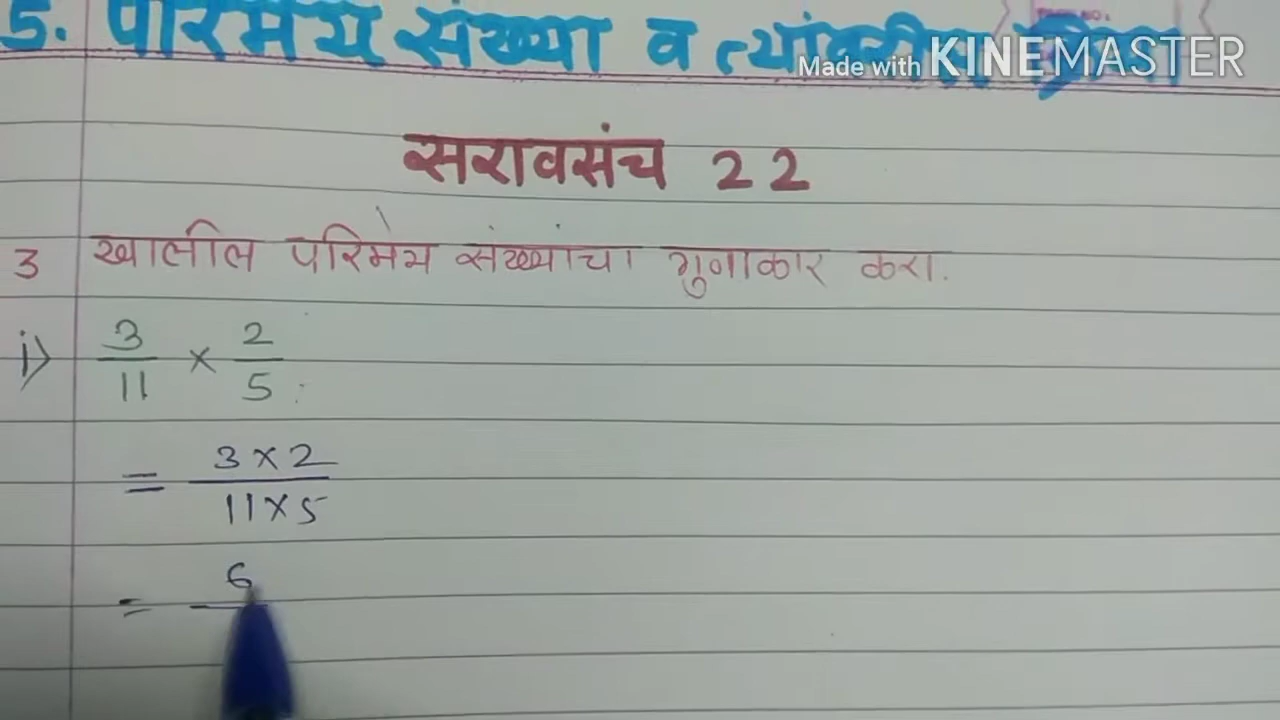 5. परिमेय संख्या व त्यांवरील क्रिया
Made with KINEMASTER
सरावसंच 22
3 खालील परिमेय संख्यांचा गुणाकार करा.
i) 3/11 × 2/5
= 3×2
11×5
= 6